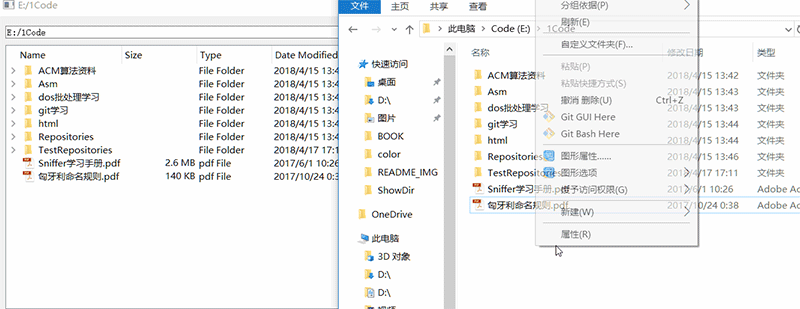 E:/1Code
E:/1Code
Name Size Type Date Modified
ACM算法资料 File Folder 2018/4/15 13:4
Asm File Folder 2018/4/15 13:4
dos批处理学习 File Folder 2018/4/15 13:4
git学习 File Folder 2018/4/15 13:4
html File Folder 2018/4/15 13:4
Repositories File Folder 2018/4/15 13:4
TestRepositories File Folder 2018/4/17 17:1
Sniffer学习手册.pdf 2.6 MB pdf File 2017/6/1 10:26
匈牙利命名规则.pdf 140 KB pdf File 2017/10/24 0:3
文件 主页 共享 查看
此电脑 Code (E:) 1Code
快速访问
桌面
D:\
图片
BOOK
color
README_IMG
ShowDir
OneDrive
此电脑
3D 对象
D:\
D:\
名称 修改日期 类型
ACM算法资料 2018/4/15 13:42 文件夹
Asm 2018/4/15 13:43 文件夹
dos批处理学习 2018/4/15 13:43 文件夹
git学习 2018/4/15 13:44 文件夹
html 2018/4/15 13:44 文件夹
Repositories 2018/4/15 13:46 文件夹
TestRepositories 2018/4/17 17:11 文件夹
Sniffer学习手册.pdf 2017/6/1 10:26 Adobe Ac
匈牙利命名规则.pdf 2017/10/24 0:38 Adobe Ac
分组依据(P)
刷新(E)
自定义文件夹(F)...
粘贴(P)
粘贴快捷方式(S)
撤消 删除(U) Ctrl+Z
Git GUI Here
Git Bash Here
图形属性......
图形选项
授予访问权限(G)
新建(W)
属性(R)